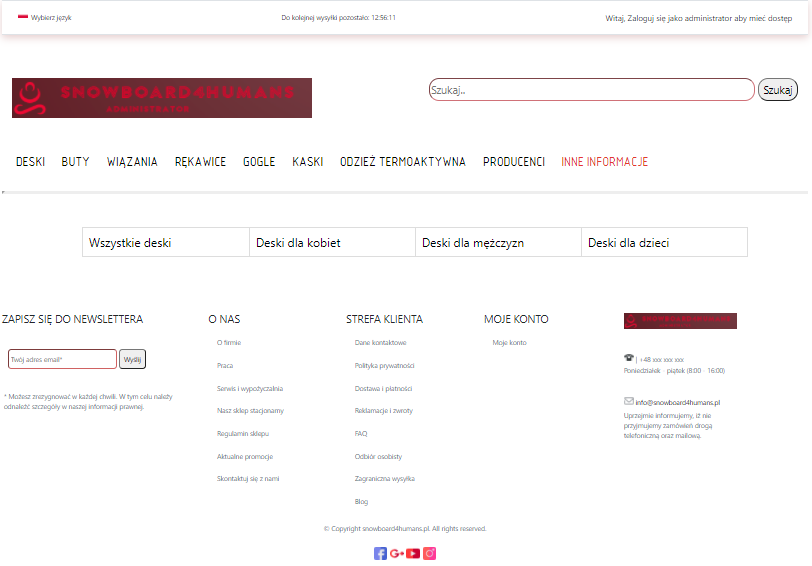 Wybierz język
Do kolejnej wysyłki pozostało: 12:56:11
Witaj, Zaloguj się jako administrator aby mieć dostęp
SNOWBOARD4HUMANS
ADMINISTRATOR
Szukaj..
Szukaj
DESKI BUTY WIĄZANIA RĘKAWICE GOGLE KASKI ODZIEŻ TERMOAKTYWNA PRODUCENCI INNE INFORMACJE
Wszystkie deski
Deski dla kobiet
Deski dla mężczyzn
Deski dla dzieci
ZAPISZ SIĘ DO NEWSLETTERA
Twój adres email*
Wyślij
* Możesz zrezygnować w każdej chwili. W tym celu należy
odnaleźć szczegóły w naszej informacji prawnej.
O NAS
O firmie
Praca
Serwis i wypożyczalnia
Nasz sklep stacjonarny
Regulamin sklepu
Aktualne promocje
Skontaktuj się z nami
STREFA KLIENTA
Dane kontaktowe
Polityka prywatności
Dostawa i płatności
Reklamacje i zwroty
FAQ
Odbiór osobisty
Zagraniczna wysyłka
Blog
MOJE KONTO
Moje konto
SNOWBOARD4HUMANS
| +48 xxx xxx xxx
Poniedziałek - piątek (8:00 - 16:00)
info@snowboard4humans.pl
Uprzejmie informujemy, iż nie
przyjmujemy zamówień drogą
telefoniczną oraz mailową.
© Copyright snowboard4humans.pl. All rights reserved.